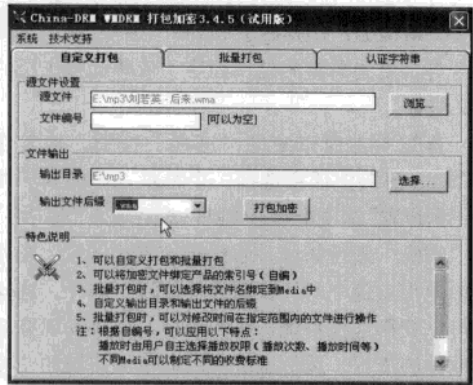 China-DRM WMDRM 打包加密3.4.5（试用版）
系统 技术支持
自定义打包 批量打包 认证字符串
源文件设置
源文件 E:\mp3\刘若英 - 后来.wma 浏览...
文件编号 [可以为空]
文件输出
输出目录 E:\mp3 选择...
输出文件后缀 打包加密
特色说明
1、可以自定义打包和批量打包
2、可以将加密文件绑定产品的索引号（自编）
3、批量打包时，可以选择将文件名绑定到Media中
4、自定义输出目录和输出文件的后缀
5、批量打包时，可以对修改时间在指定范围内的文件进行操作
注：根据自编号，可以应用以下特点：
播放时由用户自主选择播放权限（播放次数、播放时间等）
不同Media可以制定不同的收费标准